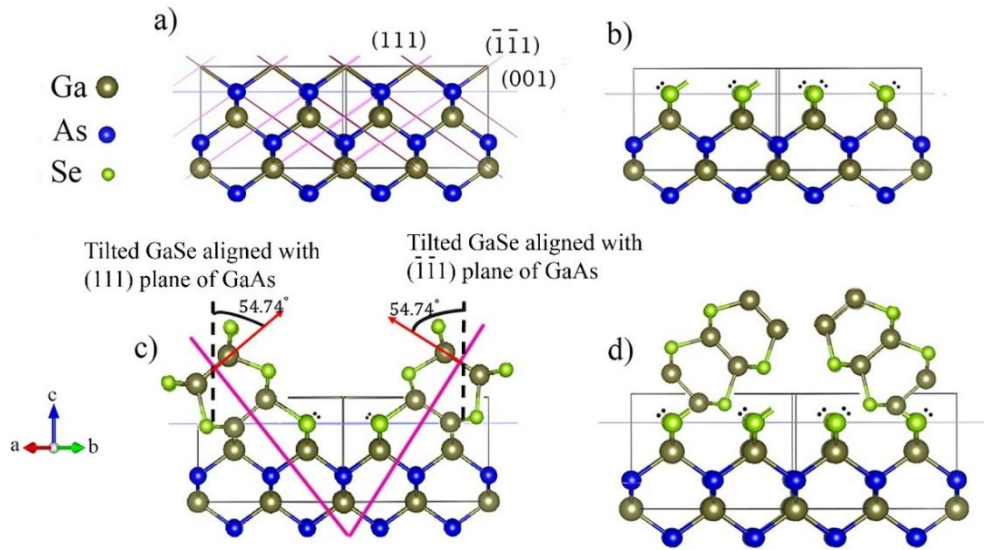 a)
(111)
(1̅1̅1)
(001)
b)
Ga
As
Se
Tilted GaSe aligned with
(111) plane of GaAs
Tilted GaSe aligned with
(1̅1̅1) plane of GaAs
54.74°
54.74°
c)
d)
c
a
b